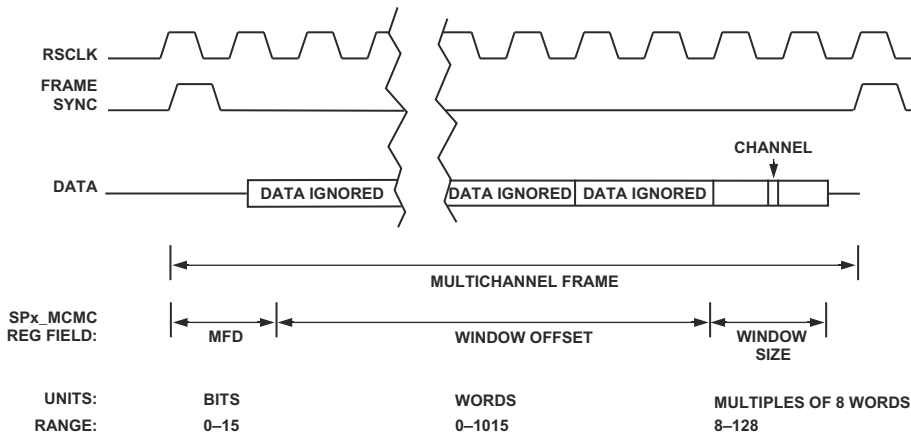 RSCLK
FRAME
SYNC
CHANNEL
DATA
DATA IGNORED
DATA IGNORED
DATA IGNORED
MULTICHANNEL FRAME
SPx_MCMC
REG FIELD:
MFD
WINDOW OFFSET
WINDOW
SIZE
UNITS:
BITS
WORDS
MULTIPLES OF 8 WORDS
RANGE:
0–15
0–1015
8–128